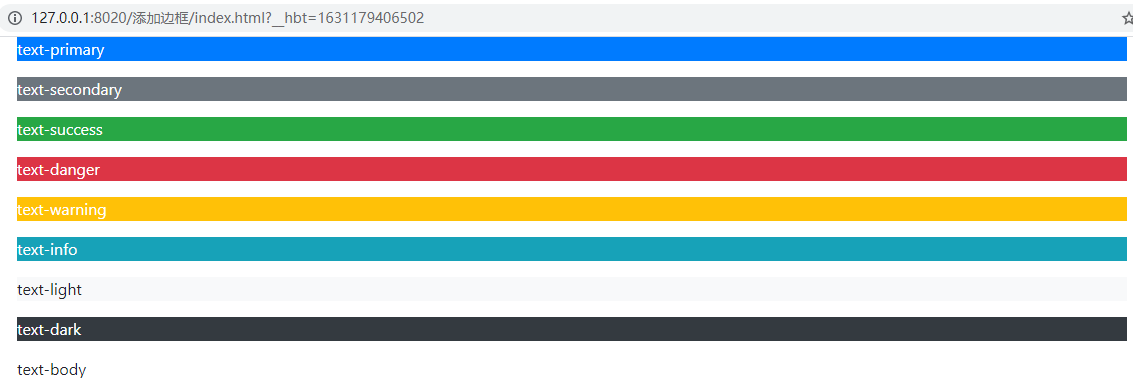 127.0.0.1:8020/添加边框/index.html?__hbt=1631179406502
text-primary
text-secondary
text-success
text-danger
text-warning
text-info
text-light
text-dark
text-body